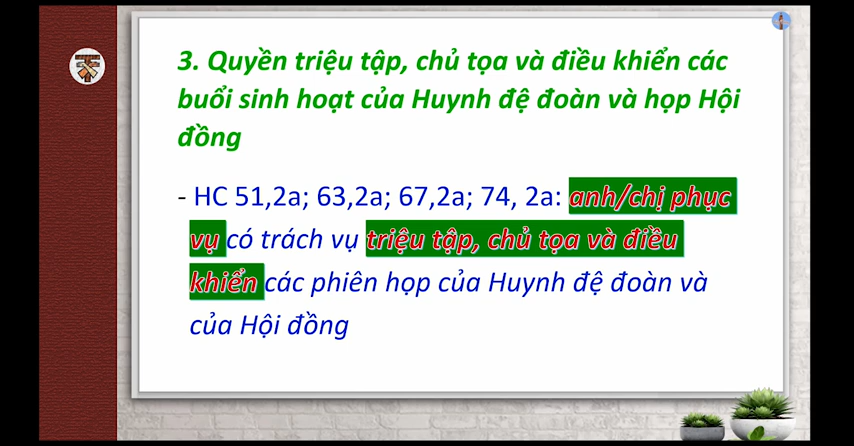 3. Quyền triệu tập, chủ tọa và điều khiển các
buổi sinh hoạt của Huynh đệ đoàn và họp Hội
đồng
- HC 51,2a; 63,2a; 67,2a; 74, 2a: anh/chị phục
vụ có trách vụ triệu tập, chủ tọa và điều
khiển các phiên họp của Huynh đệ đoàn và
của Hội đồng